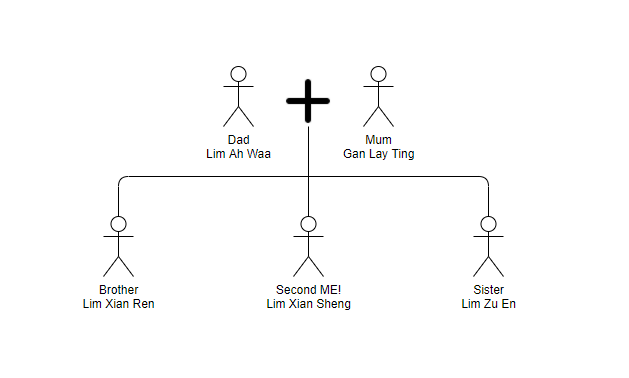 Dad
Lim Ah Waa
Mum
Gan Lay Ting
Brother
Lim Xian Ren
Second ME!
Lim Xian Sheng
Sister
Lim Zu En